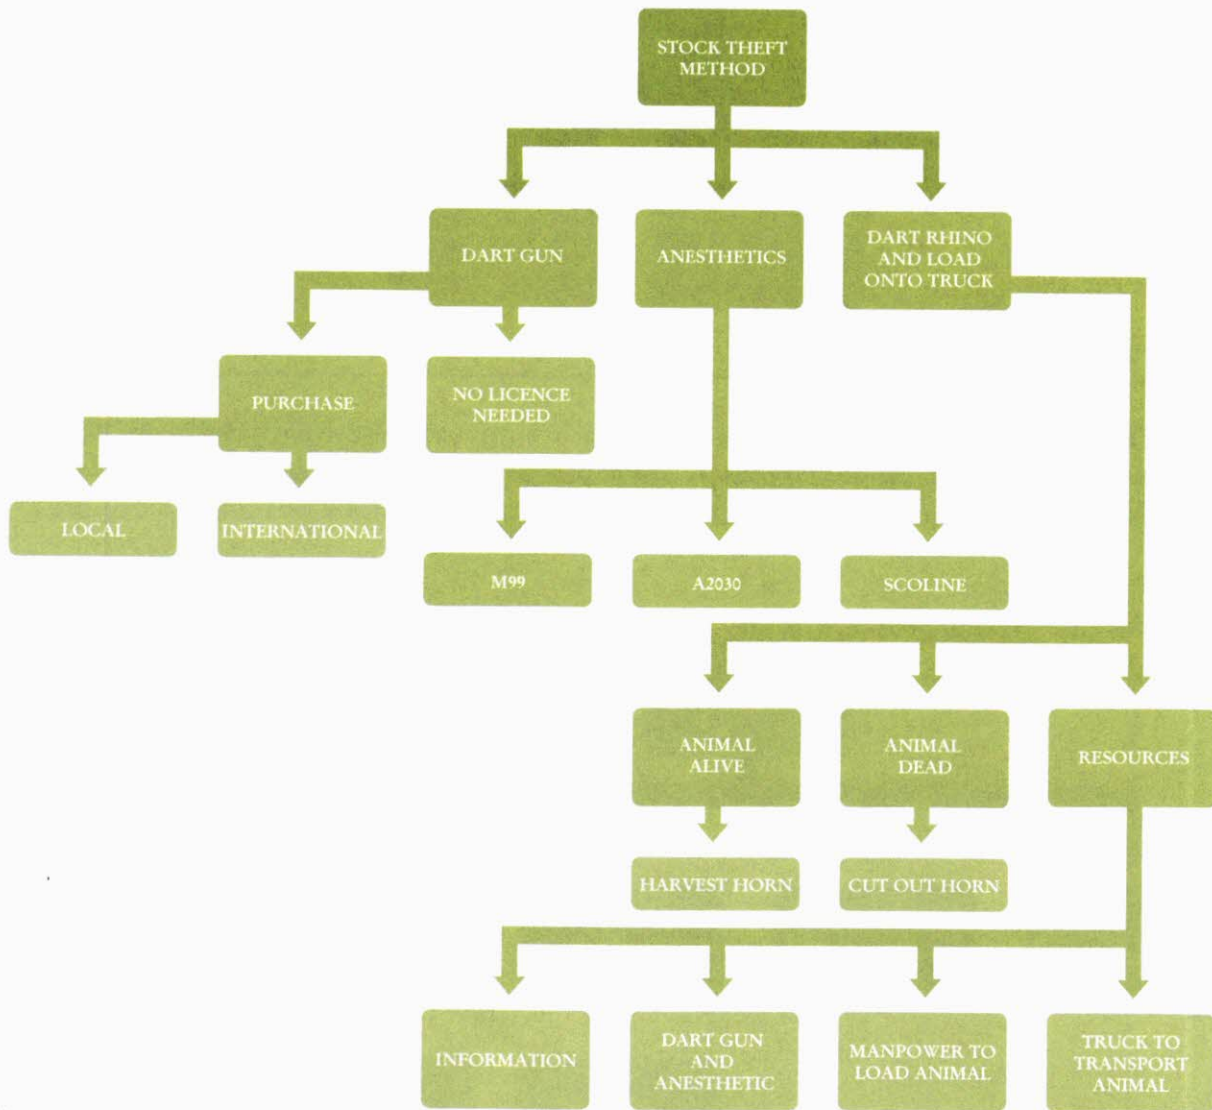 STOCK THEFT
METHOD
DART GUN
ANESTHETICS
DART RHINO
AND LOAD
ONTO TRUCK
PURCHASE
NO LICENCE
NEEDED
LOCAL
INTERNATIONAL
M99
A2030
SCOLINE
ANIMAL
ALIVE
ANIMAL
DEAD
RESOURCES
HARVEST HORN
CUT OUT HORN
INFORMATION
DART GUN
AND
ANESTHETIC
MANPOWER TO
LOAD ANIMAL
TRUCK TO
TRANSPORT
ANIMAL